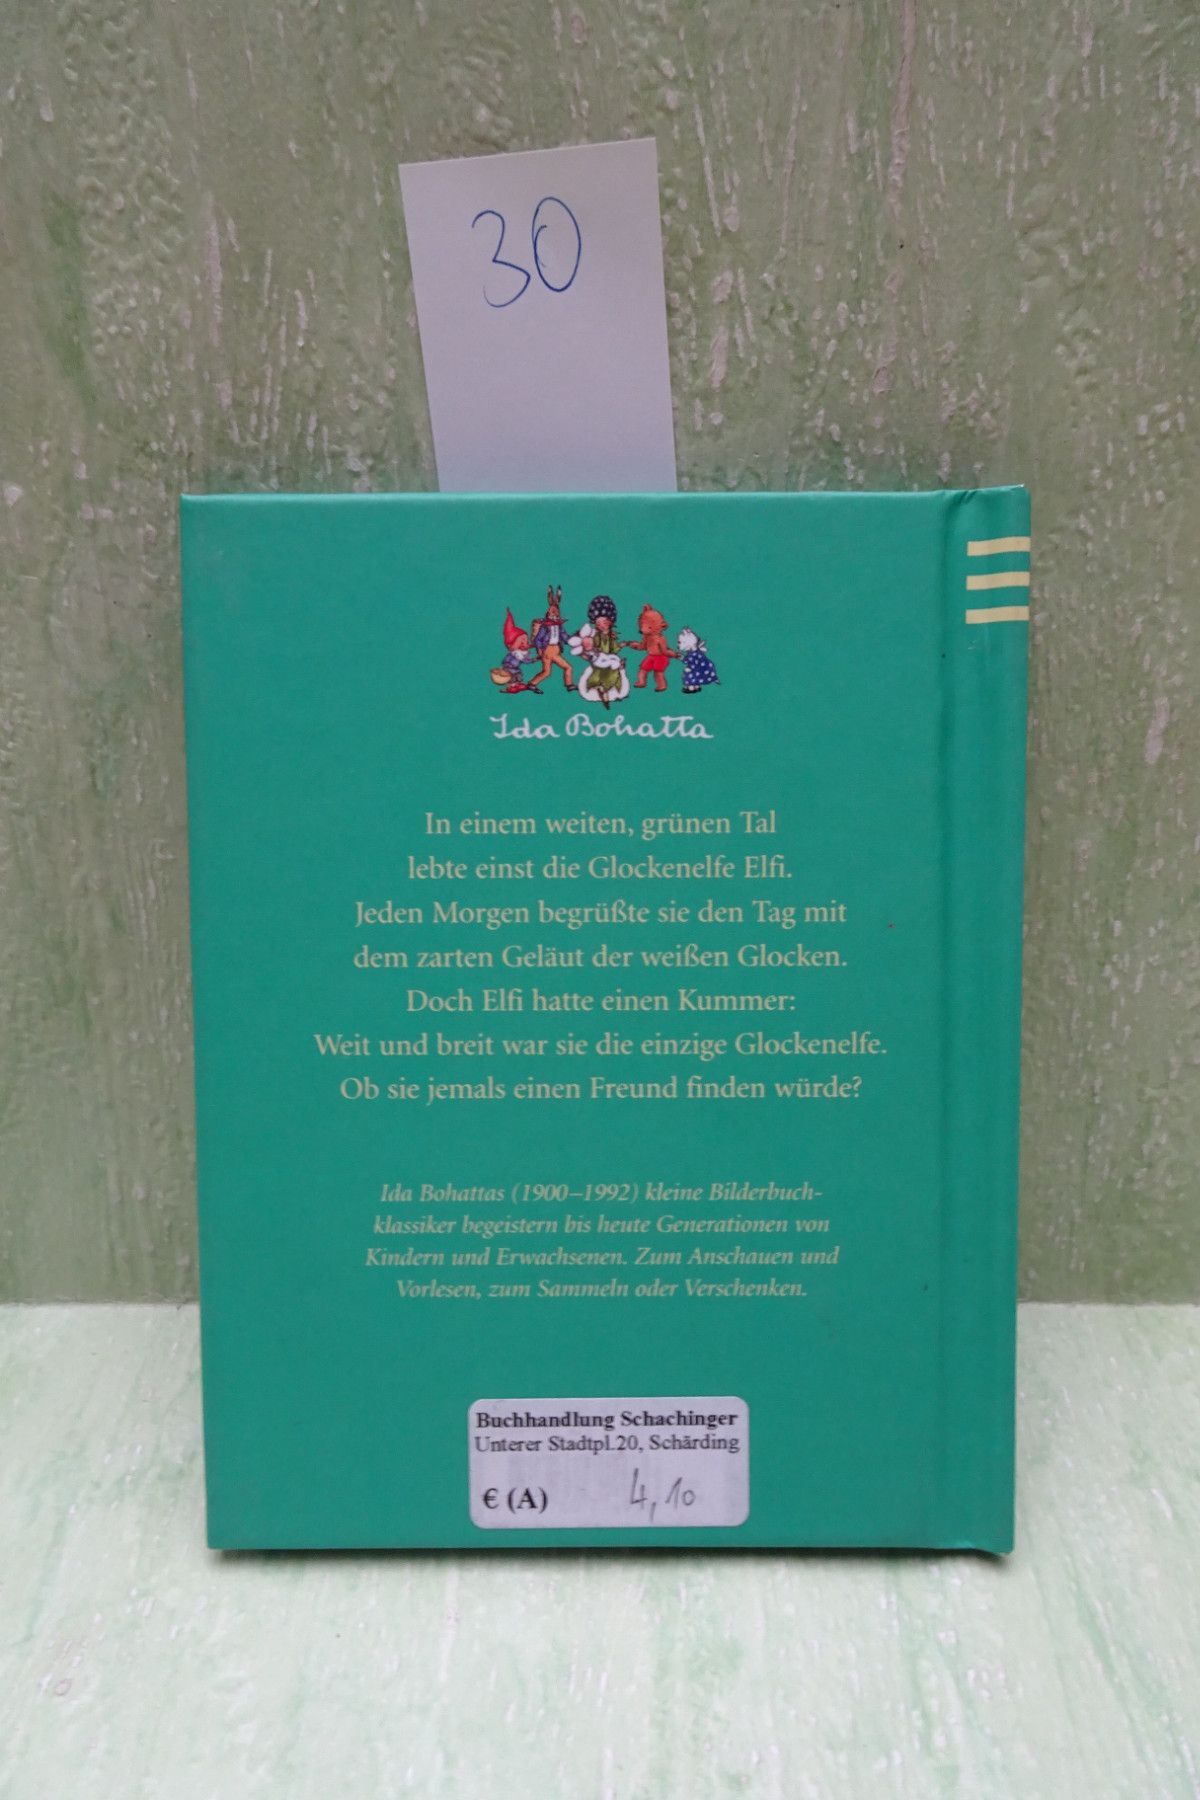 30
Ida Bohatta
In einem weiten, grünen Tal
lebte einst die Glockenelfe Elfi.
Jeden Morgen begrüßte sie den Tag mit
dem zarten Geläut der weißen Glocken.
Doch Elfi hatte einen Kummer:
Weit und breit war sie die einzige Glockenelfe.
Ob sie jemals einen Freund finden würde?
Ida Bohattas (1900–1992) kleine Bilderbuch-
klassiker begeistern bis heute Generationen von
Kindern und Erwachsenen. Zum Anschauen und
Vorlesen, zum Sammeln oder Verschenken.
Buchhandlung Schachinger
Unterer Stadtpl.20, Schärding
€ (A) 4,10